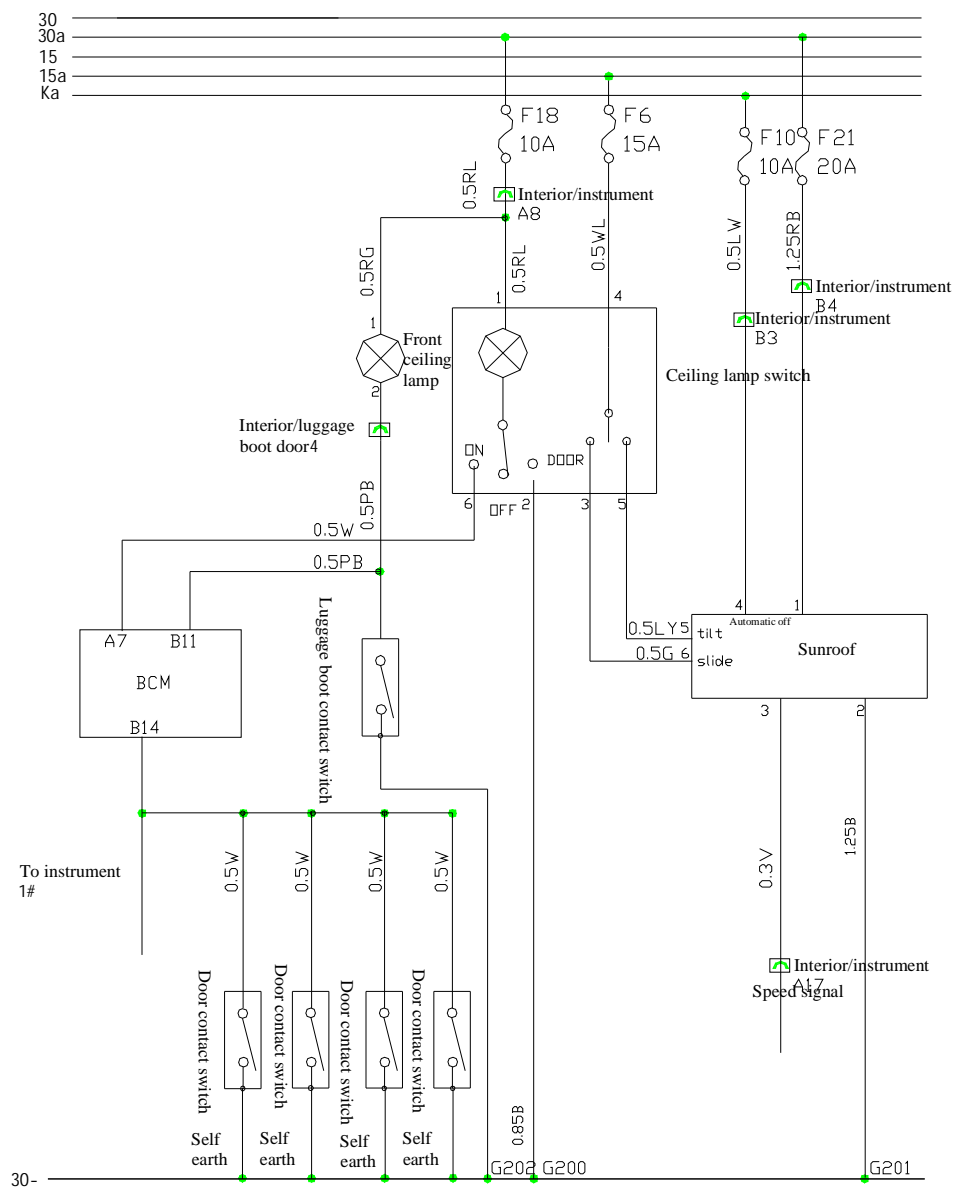 30
30a
15
15a
Ka
F18
10A
F6
15A
F10
10A
F21
20A
0.5RL
Interior/instrument
A8
0.5RG
0.5RL
0.5WL
0.5LW
1.25RB
Interior/instrument
B4
Interior/instrument
B3
1
4
1
Front
ceiling
lamp
2
Ceiling lamp switch
Interior/luggage
boot door4
ON
DOOR
OFF
6
2
3
5
0.5PB
0.5W
0.5PB
Luggage boot contact switch
A7
B11
BCM
B14
4
1
Automatic off
0.5LY
5
tilt
Sunroof
0.5G
6
slide
3
2
To instrument
1#
0.5W
0.5W
0.5W
0.5W
0.3V
1.25B
Interior/instrument
A17
Speed signal
Door contact switch
Door contact switch
Door contact switch
Door contact switch
0.85B
Self
earth
Self
earth
Self
earth
Self
earth
30-
G202
G200
G201